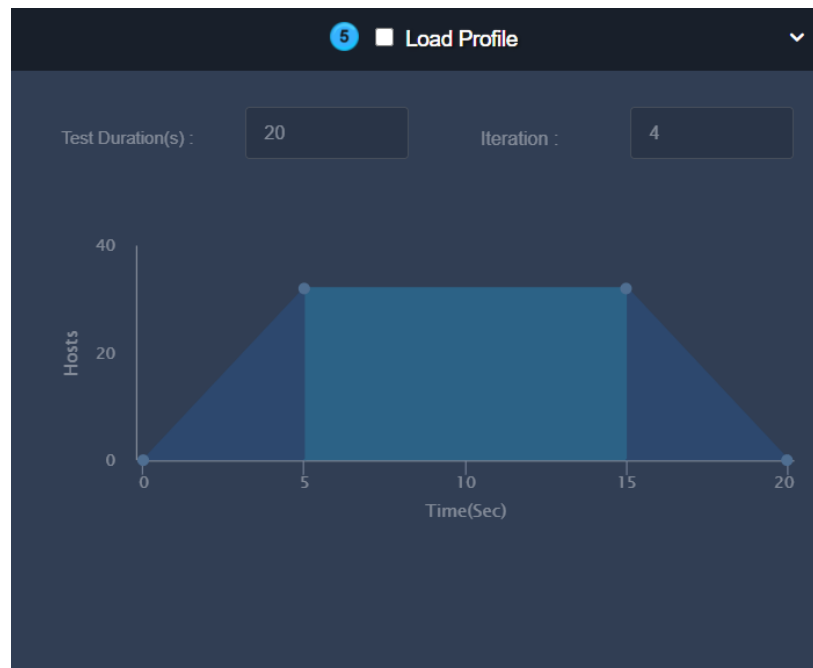 5 Load Profile
Test Duration(s) : 20 Iteration : 4
40
Hosts
20
0
0 5 10 15 20
Time(Sec)